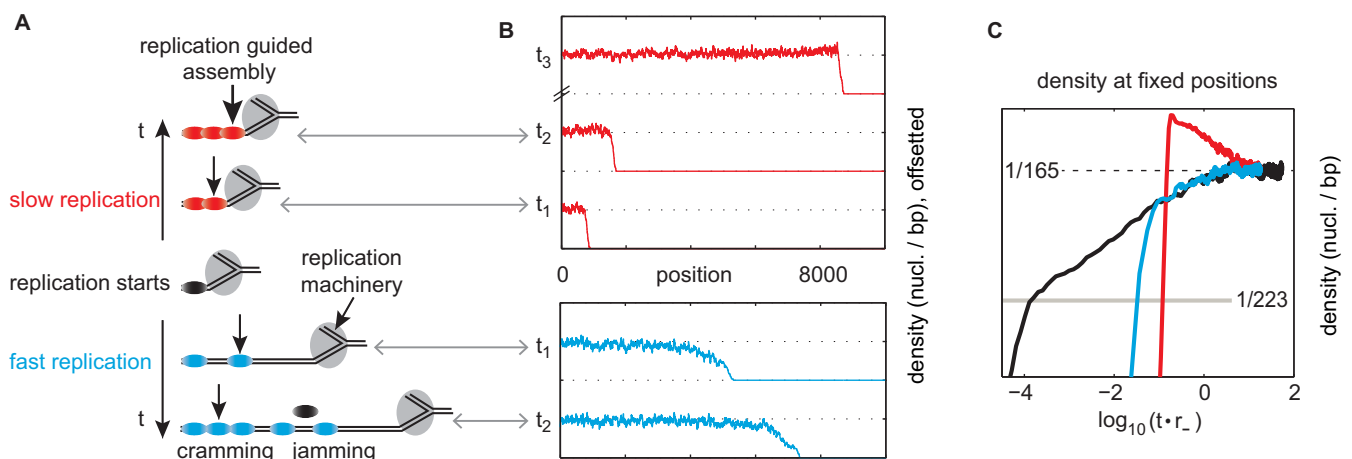 A
replication guided
assembly
t
slow replication
replication starts
replication
machinery
fast replication
t
cramming
jamming
B
t3
t2
t1
0
position
8000
t1
t2
density (nucl. / bp), offsetted
C
density at fixed positions
1/165
1/223
density (nucl. / bp)
−4
−2
0
2
log10(t•r−)